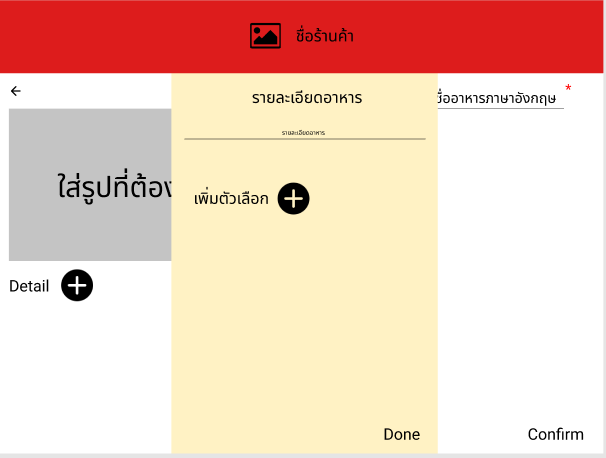 ชื่อร้านค้า
รายละเอียดอาหาร
ชื่ออาหารภาษาอังกฤษ *
รายละเอียดอาหาร
ใส่รูปที่ต้อง
เพิ่มตัวเลือก
Detail
Done
Confirm